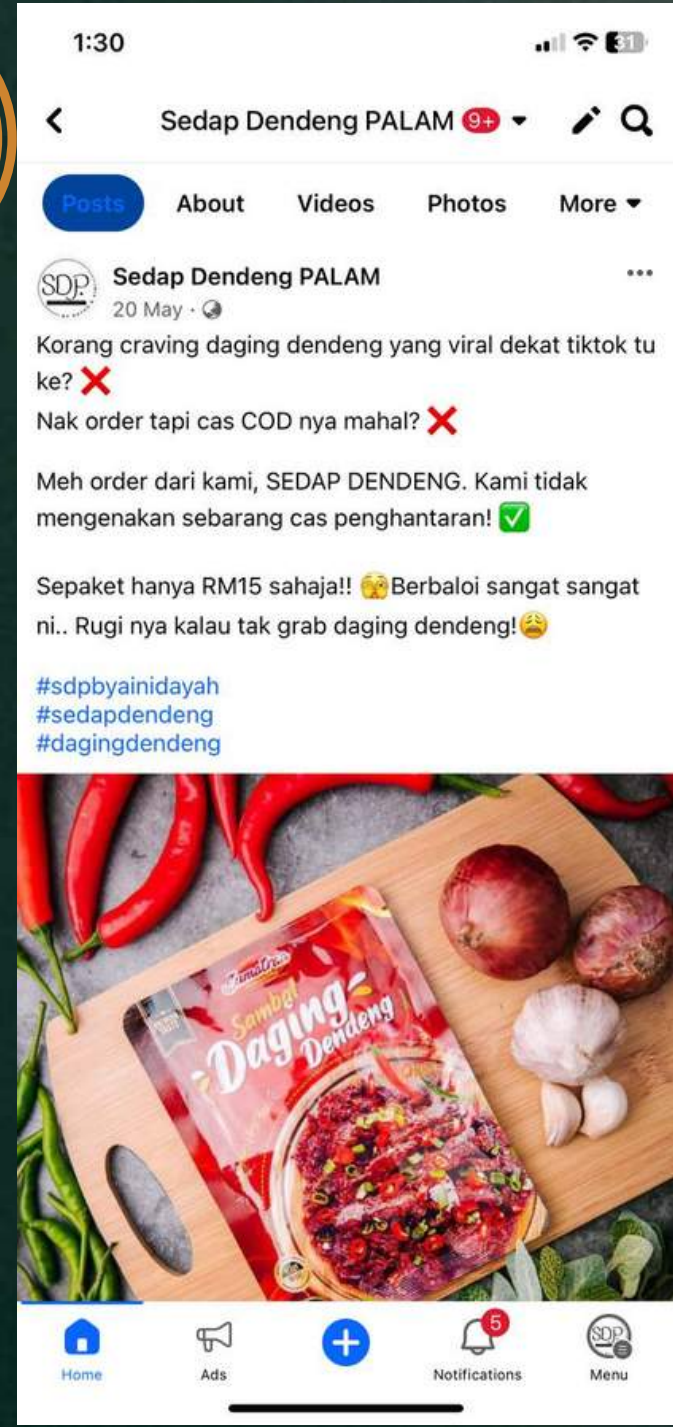 1:30
31
Sedap Dendeng PALAM 9+
Posts About Videos Photos More
SDP Sedap Dendeng PALAM
20 May
Korang craving daging dendeng yang viral dekat tiktok tu
ke? ❌
Nak order tapi cas COD nya mahal? ❌
Meh order dari kami, SEDAP DENDENG. Kami tidak
mengenakan sebarang cas penghantaran! ✅
Sepaket hanya RM15 sahaja!! 🫣Berbaloi sangat sangat
ni.. Rugi nya kalau tak grab daging dendeng!😩
#sdpbyainidayah
#sedapdendeng
#dagingdendeng
Sambal
Daging
Dendeng
5
SDP
Home Ads Notifications Menu